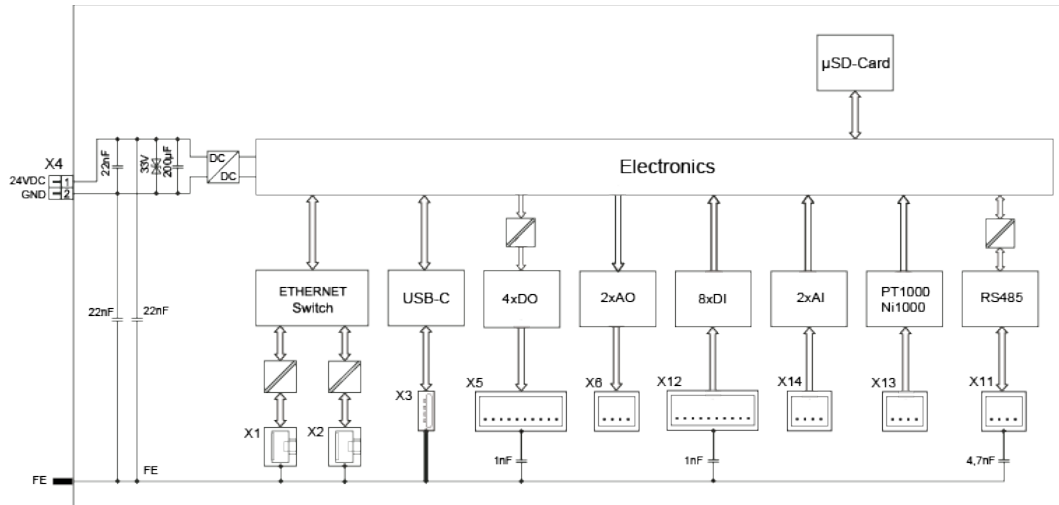 µSD-Card
X4
22nF
33V
200µF
DC
DC
Electronics
24VDC
1
GND
2
ETHERNET
Switch
USB-C
4xDO
2xAO
8xDI
2xAI
PT1000
Ni1000
RS485
22nF
22nF
X3
X5
X6
X12
X14
X13
X11
X1
X2
1nF
1nF
4,7nF
FE
FE